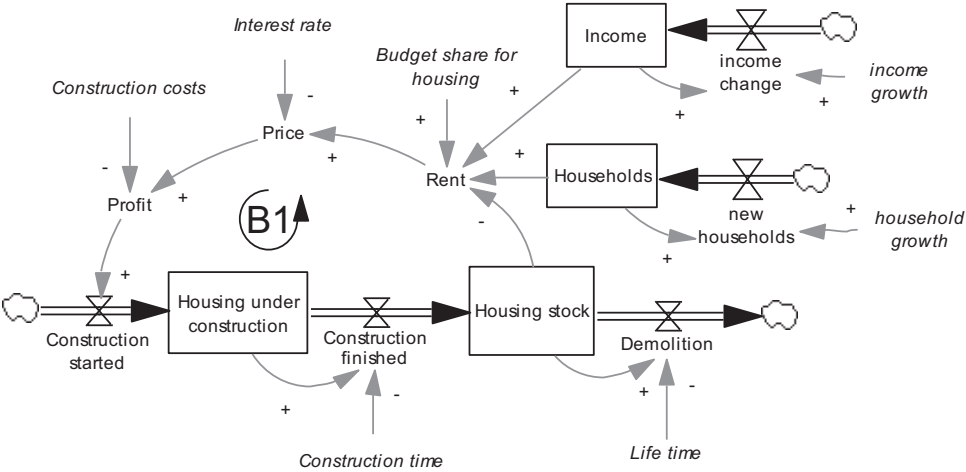 Interest rate
Income
income
change
income
growth
+
+
+
Budget share for
housing
+
Construction costs
-
Price
-
+
+
Rent
+
Households
new
households
+
+
household
growth
Profit
+
-
B1
+
Construction
started
Housing under
construction
Construction
finished
+
-
Construction time
Housing stock
Demolition
+
-
Life time